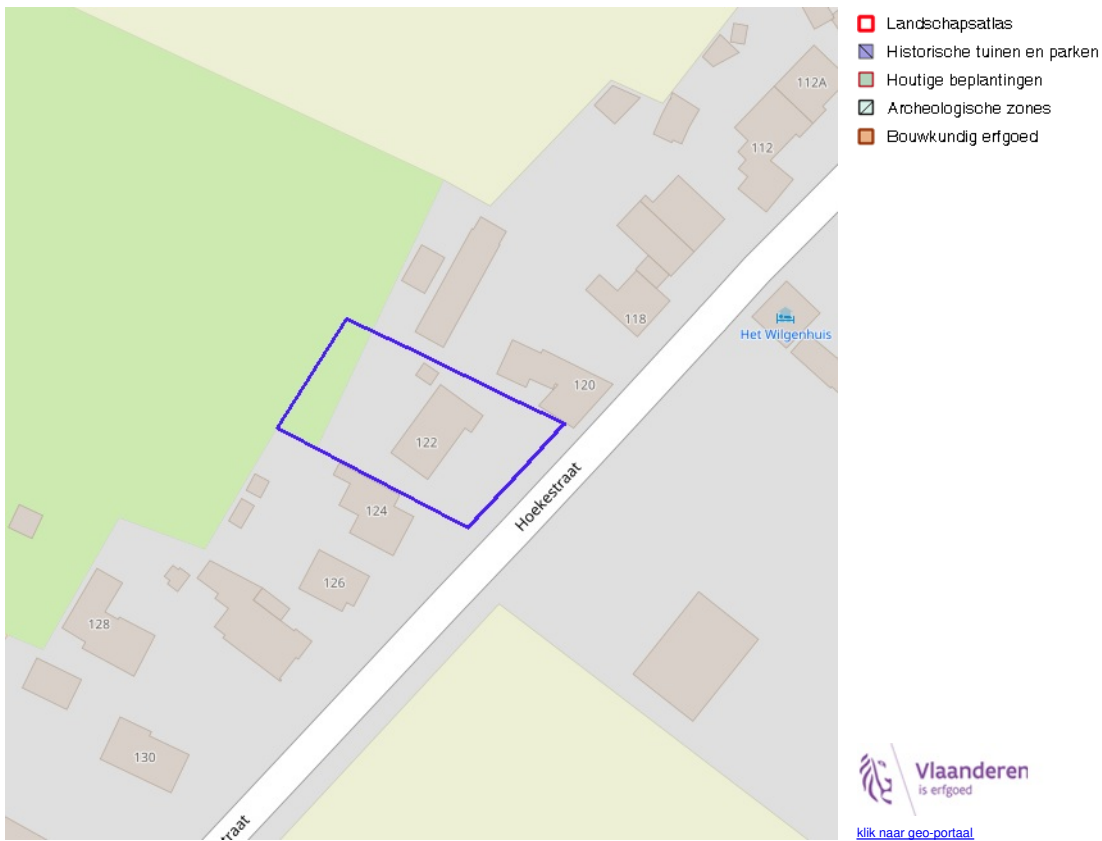 Landschapsatlas
Historische tuinen en parken
Houtige beplantingen
Archeologische zones
Bouwkundig erfgoed
112A
112
118
Het Wilgenhuis
120
122
Hoekestraat
124
126
128
130
traat
Vlaanderen
is erfgoed
klik naar geo-portaal